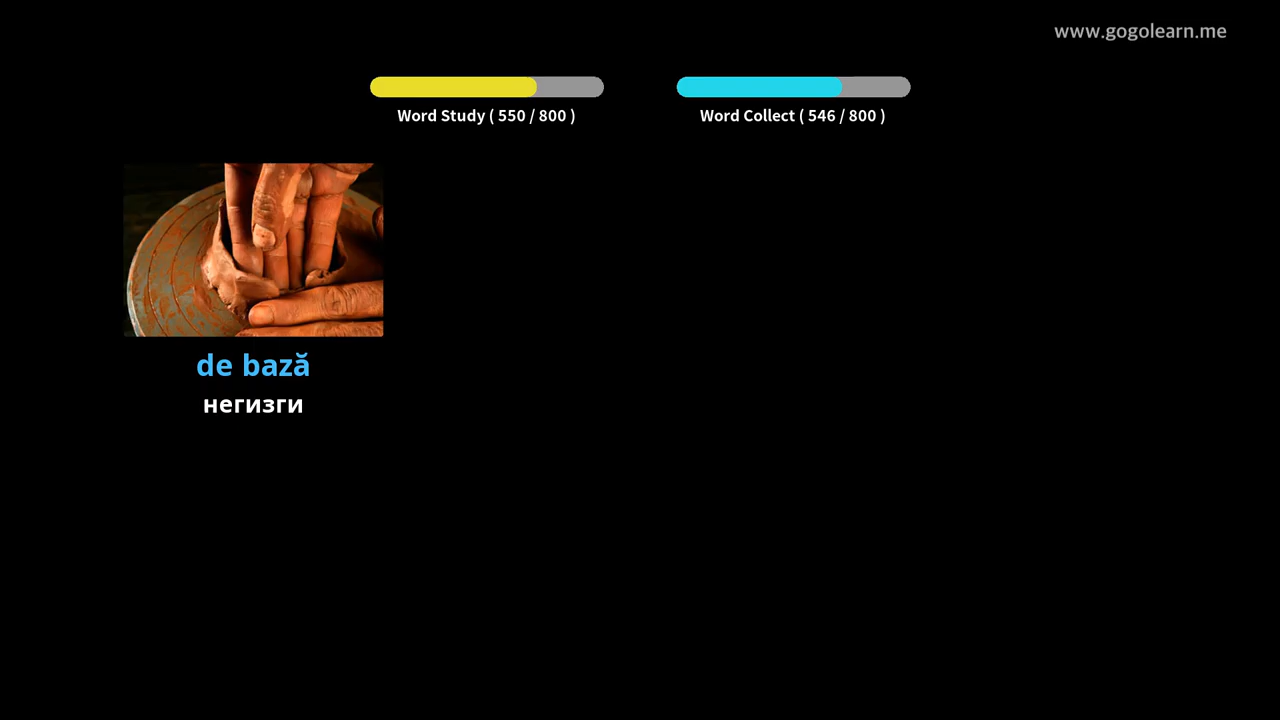 www.gogolearn.me
Word Study ( 550 / 800 )
Word Collect ( 546 / 800 )
de bază
негизги